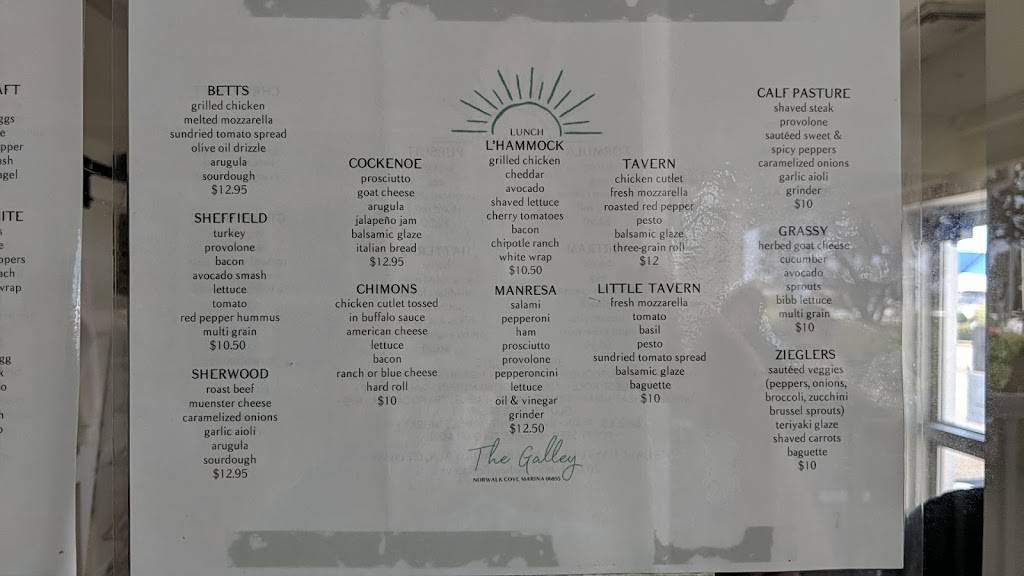 BETTS
grilled chicken
melted mozzarella
sundried tomato spread
olive oil drizzle
arugula
sourdough
$12.95
SHEFFIELD
turkey
provolone
bacon
avocado smash
lettuce
tomato
red pepper hummus
multi grain
$10.50
SHERWOOD
roast beef
muenster cheese
caramelized onions
garlic aioli
arugula
sourdough
$12.95
COCKENOE
prosciutto
goat cheese
arugula
jalapeño jam
balsamic glaze
italian bread
$12.95
CHIMONS
chicken cutlet tossed
in buffalo sauce
american cheese
lettuce
bacon
ranch or blue cheese
hard roll
$10
LUNCH
L'HAMMOCK
grilled chicken
cheddar
avocado
shaved lettuce
cherry tomatoes
bacon
chipotle ranch
white wrap
$10.50
MANRESA
salami
pepperoni
ham
prosciutto
provolone
pepperoncini
lettuce
oil & vinegar
grinder
$12.50
The Galley
NORWALK COVE MARINA 06855
TAVERN
chicken cutlet
fresh mozzarella
roasted red pepper
pesto
balsamic glaze
three-grain roll
$12
LITTLE TAVERN
fresh mozzarella
tomato
basil
pesto
sundried tomato spread
balsamic glaze
baguette
$10
CALF PASTURE
shaved steak
provolone
sautéed sweet &
spicy peppers
caramelized onions
garlic aioli
grinder
$10
GRASSY
herbed goat cheese
cucumber
avocado
sprouts
bibb lettuce
multi grain
$10
ZIEGLERS
sautéed veggies
(peppers, onions,
broccoli, zucchini
brussel sprouts)
teriyaki glaze
shaved carrots
baguette
$10